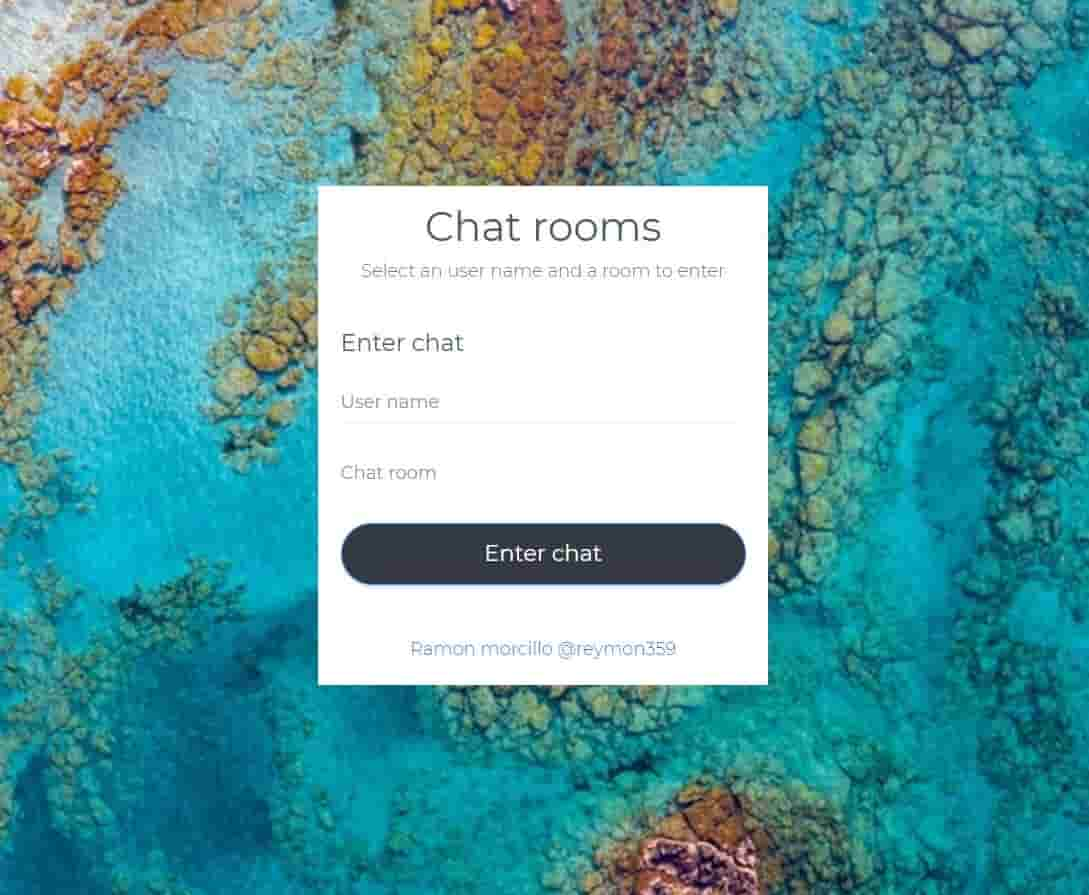 Chat rooms
Select an user name and a room to enter
Enter chat
User name
Chat room
Enter chat
Ramon morcillo @reymon359